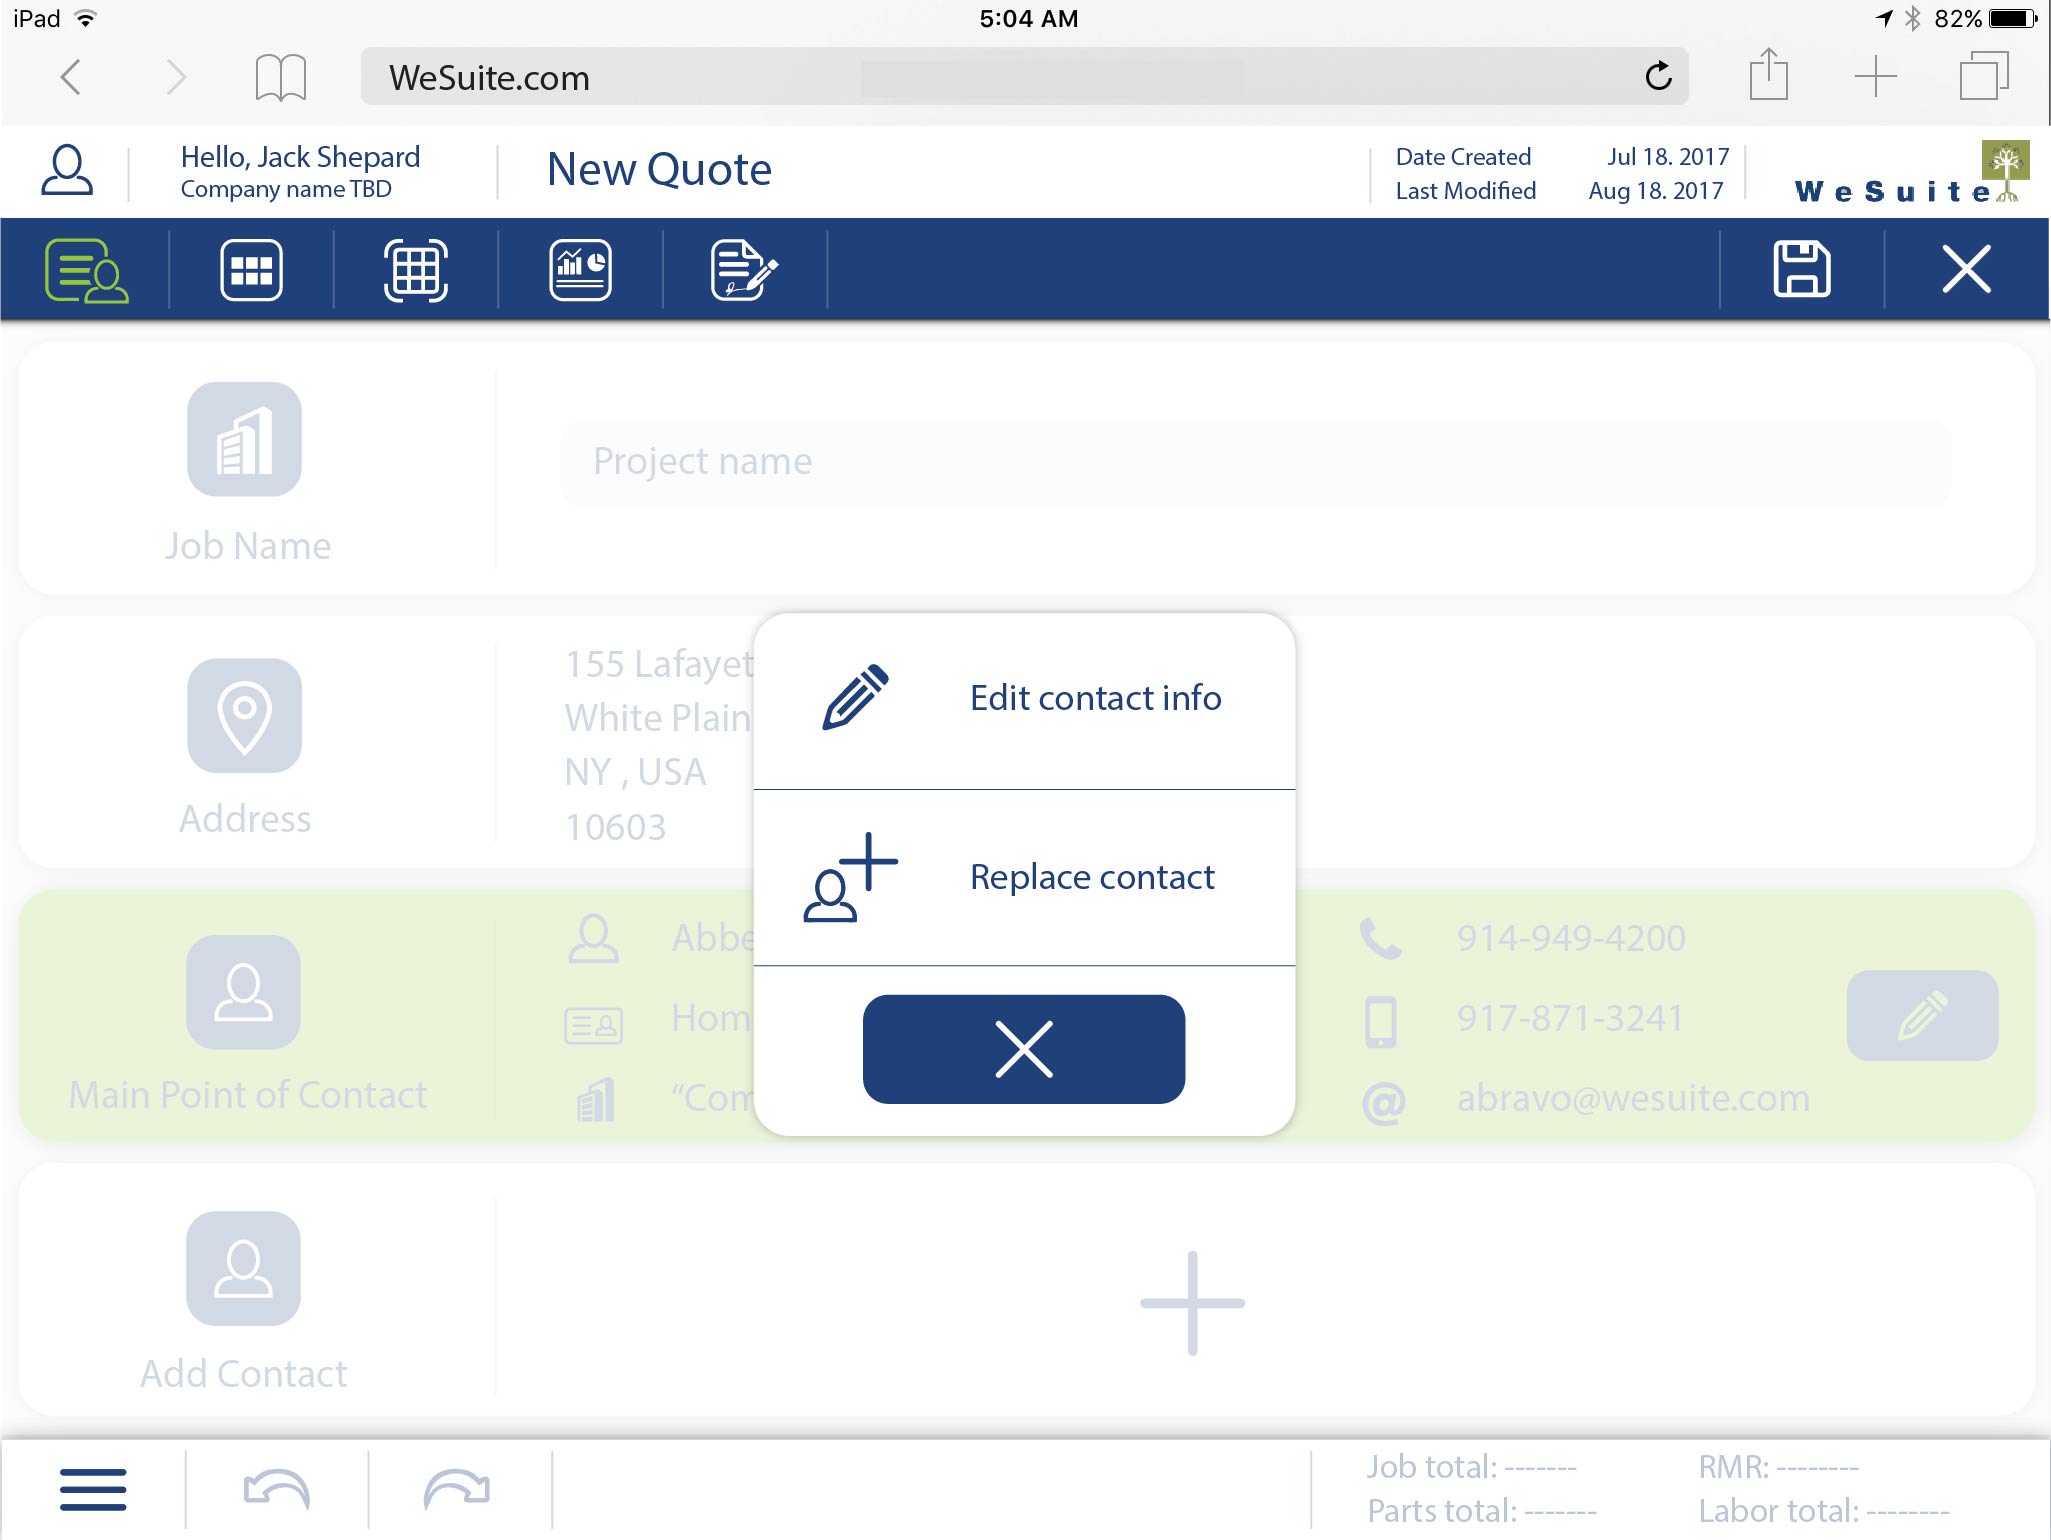 iPad
5:04 AM
82%
WeSuite.com
Hello, Jack Shepard
Company name TBD
New Quote
Date Created Jul 18. 2017
Last Modified Aug 18. 2017
WeSuite
Job Name
Project name
Address
155 Lafayet
White Plain
NY , USA
10603
Edit contact info
Replace contact
Main Point of Contact
Abbe
Hom
“Com
914-949-4200
917-871-3241
@ abravo@wesuite.com
Add Contact
Job total: -------
RMR: --------
Parts total: -------
Labor total: --------